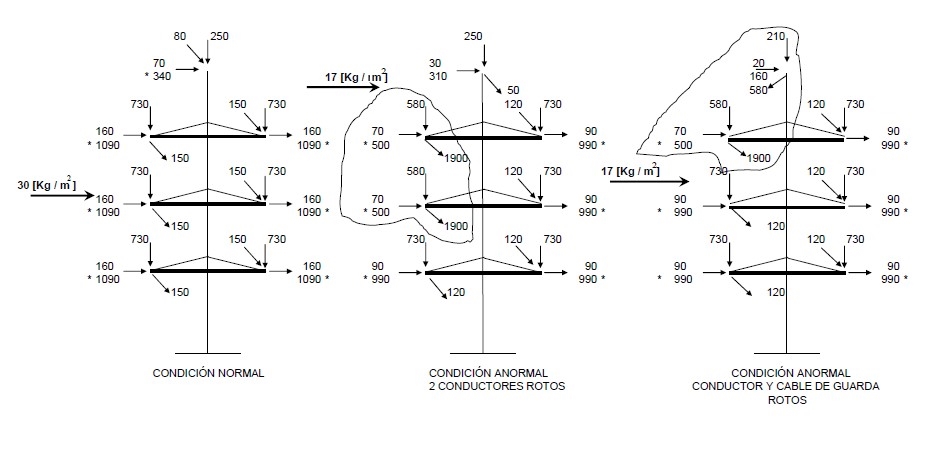 80 250
70
* 340
730 150 730
160 160
* 1090 1090 *
150
30 [Kg / m²]
730 150 730
160 160
* 1090 1090 *
150
730 150 730
160 160
* 1090 1090 *
150
CONDICIÓN NORMAL
17 [Kg / m²]
250
30
310
50
580 120 730
70 90
* 500 990 *
1900
580 120 730
70 90
* 500 990 *
1900
730 120 730
90 90
* 990 990 *
120
CONDICIÓN ANORMAL
2 CONDUCTORES ROTOS
17 [Kg / m²]
210
20
160
580
580 120 730
70 90
* 500 990 *
1900
730 120 730
90 90
* 990 990 *
120
730 120 730
90 90
* 990 990 *
120
CONDICIÓN ANORMAL
CONDUCTOR Y CABLE DE GUARDA
ROTOS